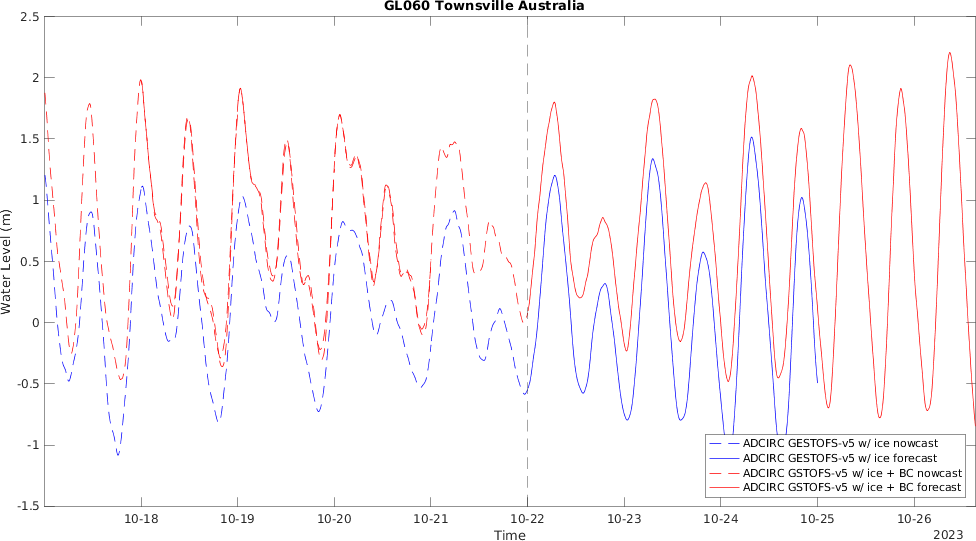 GL060 Townsville Australia
2.5
2
1.5
1
0.5
0
-0.5
-1
-1.5
Water Level (m)
ADCIRC GESTOFS-v5 w/ ice nowcast
ADCIRC GESTOFS-v5 w/ ice forecast
ADCIRC GSTOFS-v5 w/ ice + BC nowcast
ADCIRC GSTOFS-v5 w/ ice + BC forecast
10-18 10-19 10-20 10-21 10-22 10-23 10-24 10-25 10-26
Time
2023